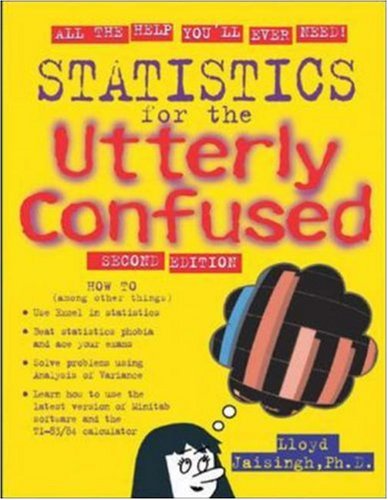 ALL THE HELP YOU'LL EVER NEED!
STATISTICS
for the
Utterly
Confused
SECOND EDITION
HOW TO
(among other things)
• Use Excel in statistics
• Beat statistics phobia
and ace your exams
• Solve problems using
Analysis of Variance
• Learn how to use the
latest version of Minitab
software and the
TI-83/84 calculator
Lloyd
Jaisingh, Ph.D.